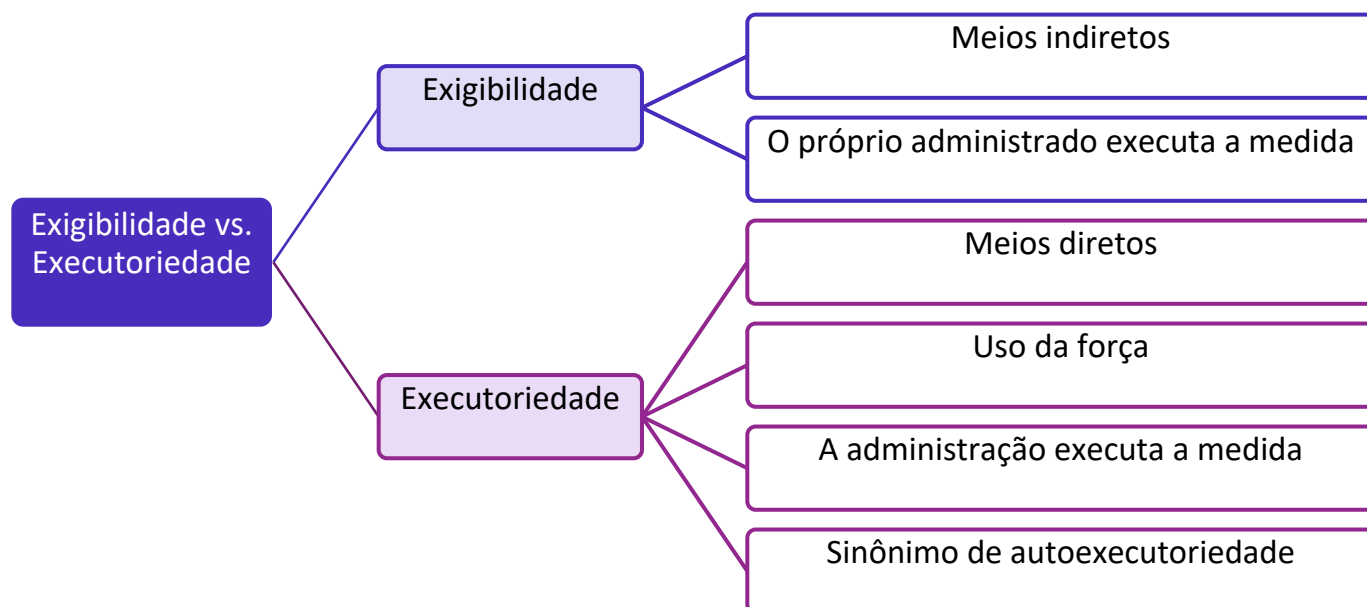 Exigibilidade vs.
Executoriedade
Exigibilidade
Meios indiretos
O próprio administrado executa a medida
Executoriedade
Meios diretos
Uso da força
A administração executa a medida
Sinônimo de autoexecutoriedade